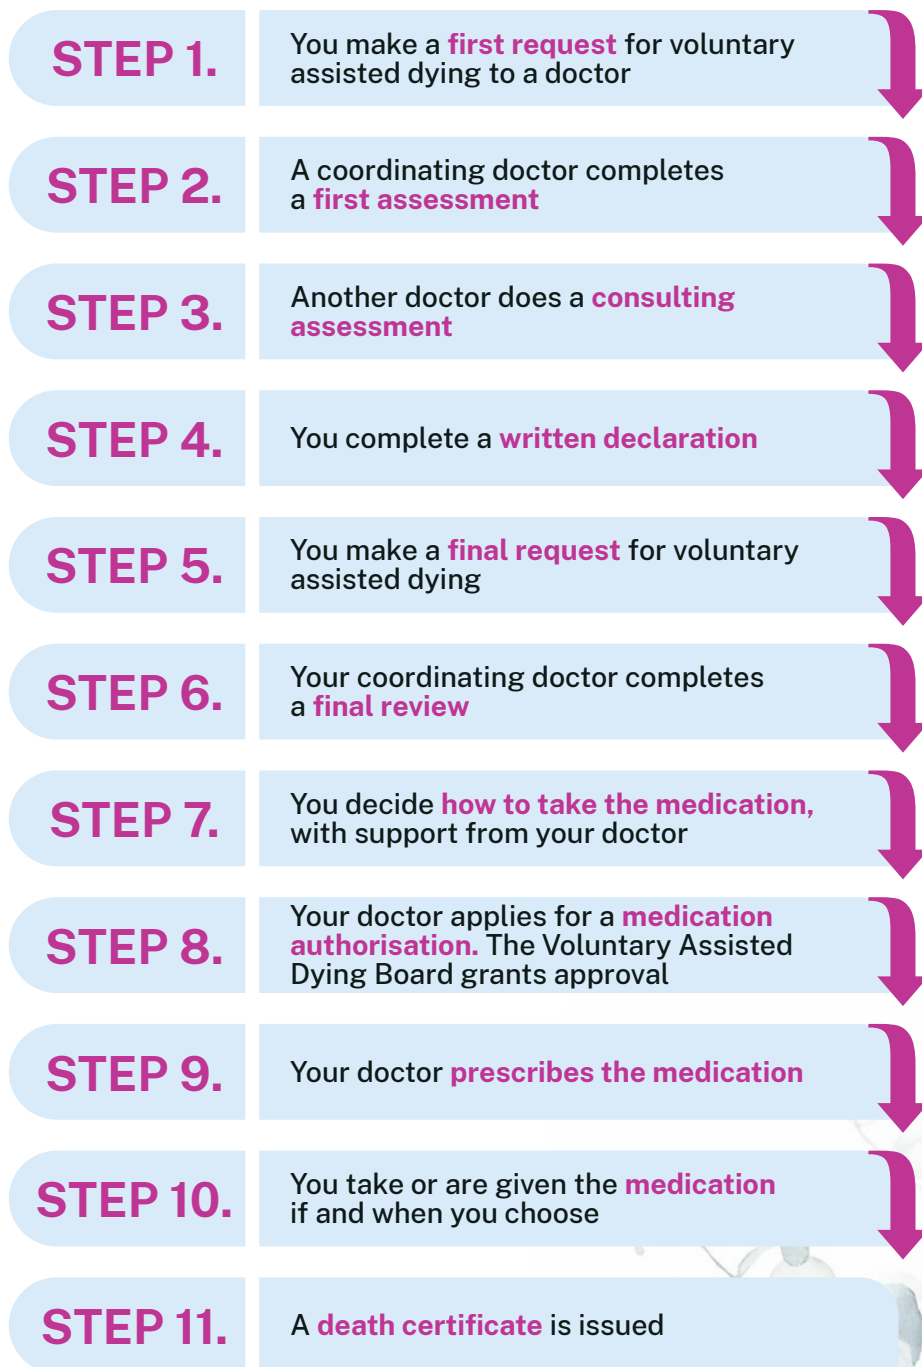 STEP 1.
You make a first request for voluntary
assisted dying to a doctor
STEP 2.
A coordinating doctor completes
a first assessment
STEP 3.
Another doctor does a consulting
assessment
STEP 4.
You complete a written declaration
STEP 5.
You make a final request for voluntary
assisted dying
STEP 6.
Your coordinating doctor completes
a final review
STEP 7.
You decide how to take the medication,
with support from your doctor
STEP 8.
Your doctor applies for a medication
authorisation. The Voluntary Assisted
Dying Board grants approval
STEP 9.
Your doctor prescribes the medication
STEP 10.
You take or are given the medication
if and when you choose
STEP 11.
A death certificate is issued